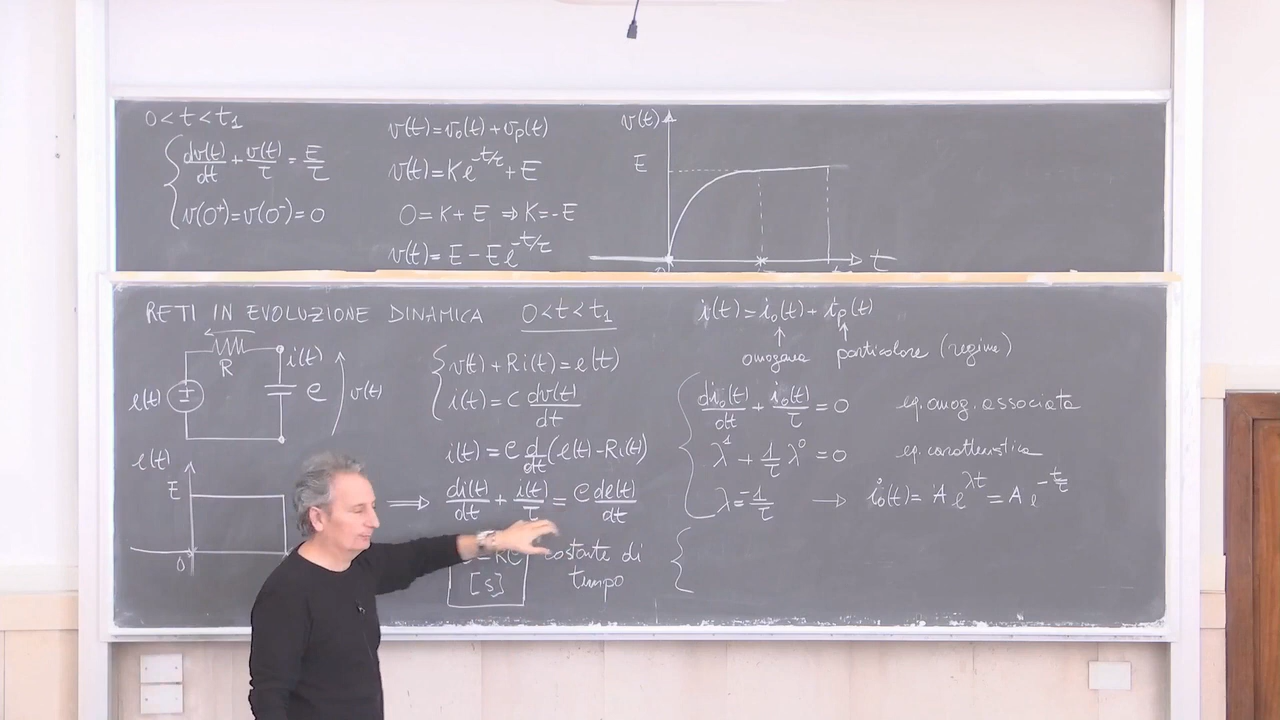 0 < t < t₁
dv(t)/dt + v(t)/τ = E/τ
v(0⁺) = v(0⁻) = 0
v(t) = v₀(t) + vₚ(t)
v(t) = K e^(-t/τ) + E
0 = K + E ⇒ K = -E
v(t) = E - E e^(-t/τ)
v(t)
E
0
t
RETI IN EVOLUZIONE DINAMICA 0 < t < t₁
R
i(t)
e(t)
±
C
v(t)
e(t)
E
0
v(t) + Ri(t) = e(t)
i(t) = C dv(t)/dt
i(t) = C d/dt (e(t) - Ri(t))
⇒ di(t)/dt + i(t)/τ = C de(t)/dt
RC
[s]
costante di
tempo
i(t) = i₀(t) + iₚ(t)
↑ ↑
omogenea particolare (regime)
di₀(t)/dt + i₀(t)/τ = 0 eq. omog. associata
λ¹ + 1/τ λ⁰ = 0 eq. caratteristica
λ = -1/τ → i₀(t) = A e^(λt) = A e^(-t/τ)